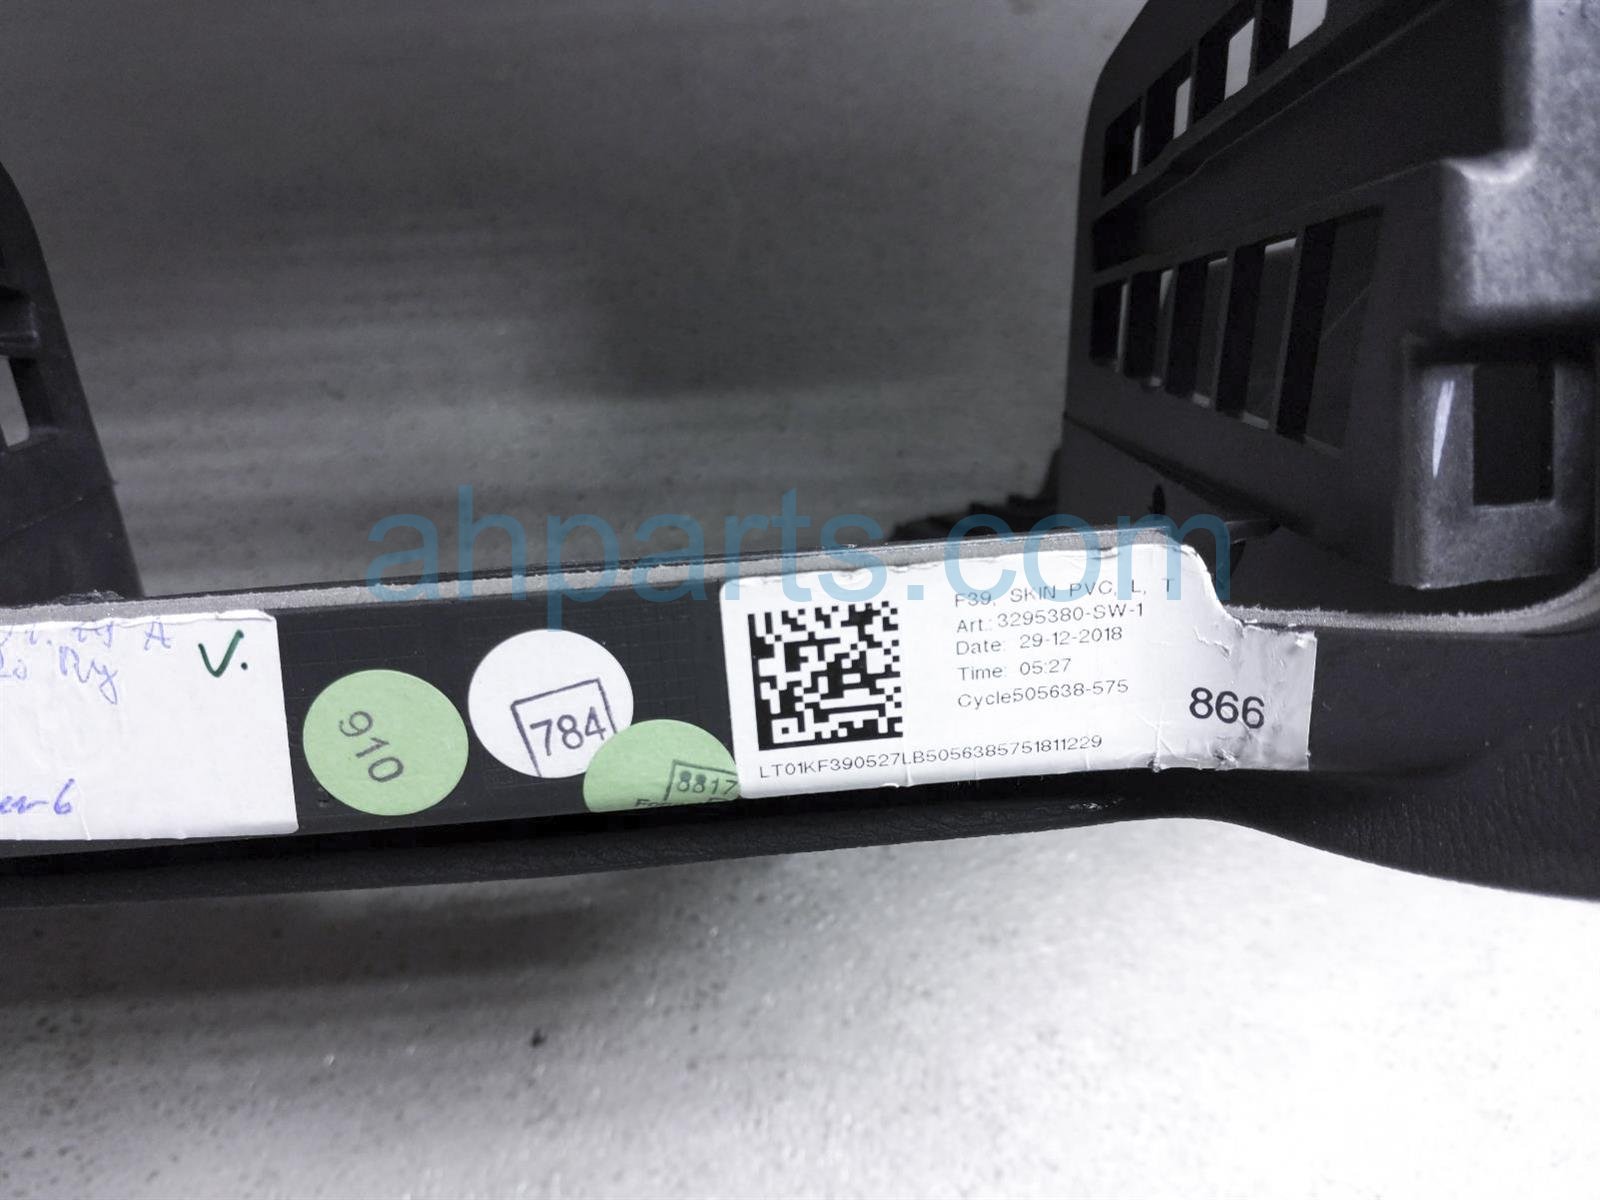 ahparts.com
V.
910
784
8817
F39, SKIN PVC, L, T
Art.: 3295380-SW-1
Date: 29-12-2018
Time: 05:27
Cycle505638-575
866
LT01KF390527LB5056385751811229